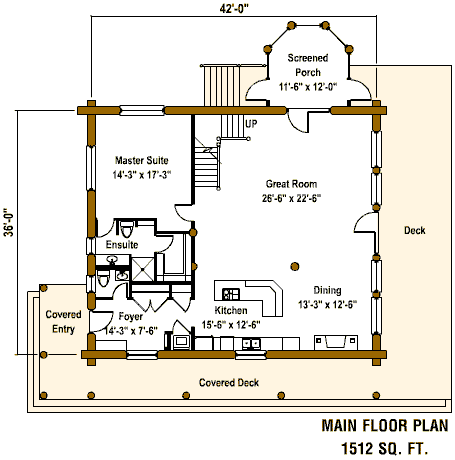 42'-0"
Screened
Porch
11'-6" x 12'-0"
UP
Master Suite
14'-3" x 17'-3"
Great Room
26'-6" x 22'-6"
36'-0"
Deck
Ensuite
Dining
13'-3" x 12'-6"
Covered
Entry
Foyer
14'-3" x 7'-6"
Kitchen
15'-6" x 12'-6"
Covered Deck
MAIN FLOOR PLAN
1512 SQ. FT.